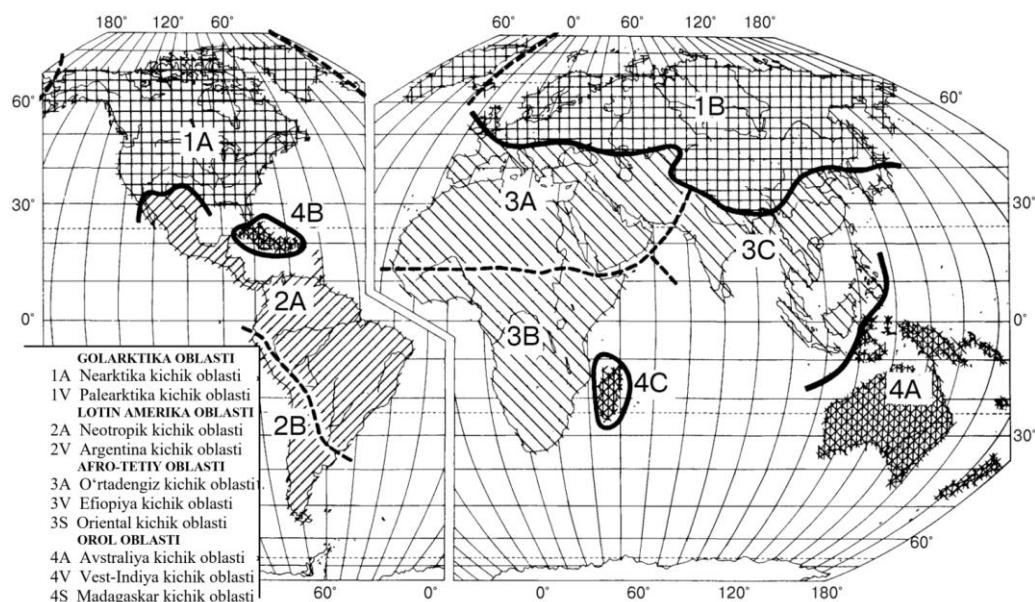 180° 120° 60° 60° 0° 60° 120° 180°
60°
1B
60°
1A
3A
30°
4B
30°
3C
2A
0°
3B
0°
4C
4A
2B
30°
60°
60° 0° 0° 60° 120° 180°
GOLARKTIKA OBLASTI
1A Nearktika kichik oblasti
1V Palearktika kichik oblasti
LOTIN AMERIKA OBLASTI
2A Neotropik kichik oblasti
2V Argentina kichik oblasti
AFRO-TETIY OBLASTI
3A O‘rtadengiz kichik oblasti
3V Efiopiya kichik oblasti
3S Oriental kichik oblasti
OROL OBLASTI
4A Avstraliya kichik oblasti
4V Vest-Indiya kichik oblasti
4S Madagaskar kichik oblasti